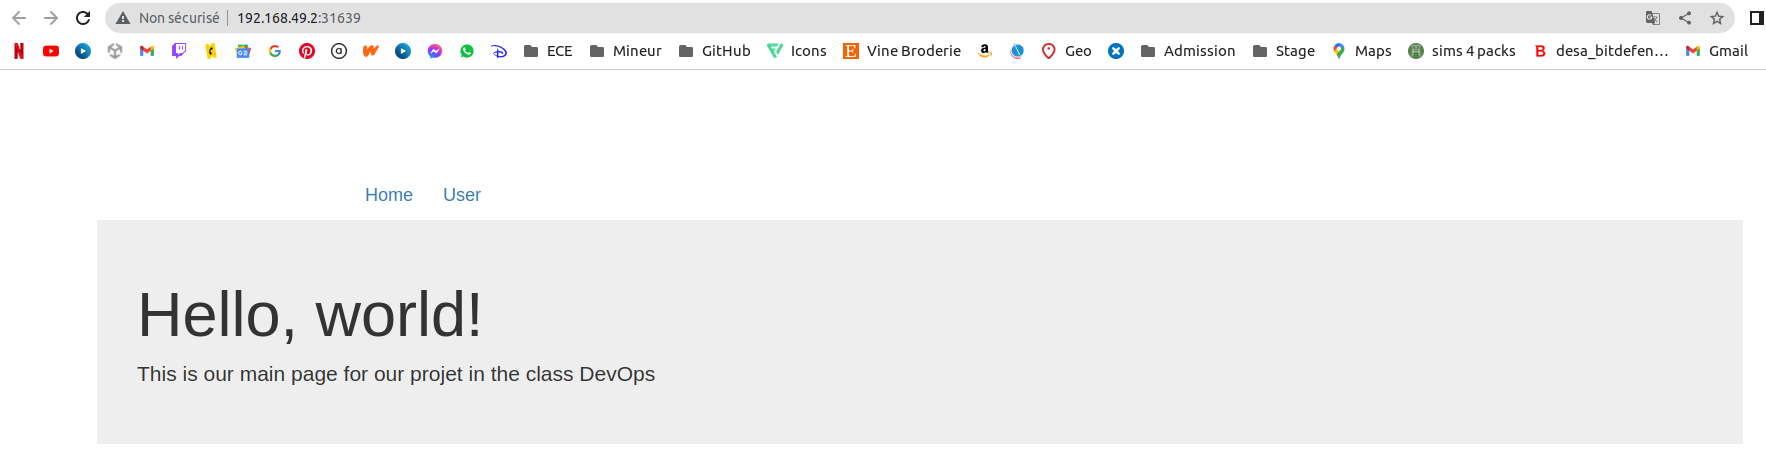 Non sécurisé 192.168.49.2:31639
ECE Mineur GitHub Icons Vine Broderie Geo Admission Stage Maps sims 4 packs desa_bitdefen... Gmail
Home User
Hello, world!
This is our main page for our projet in the class DevOps